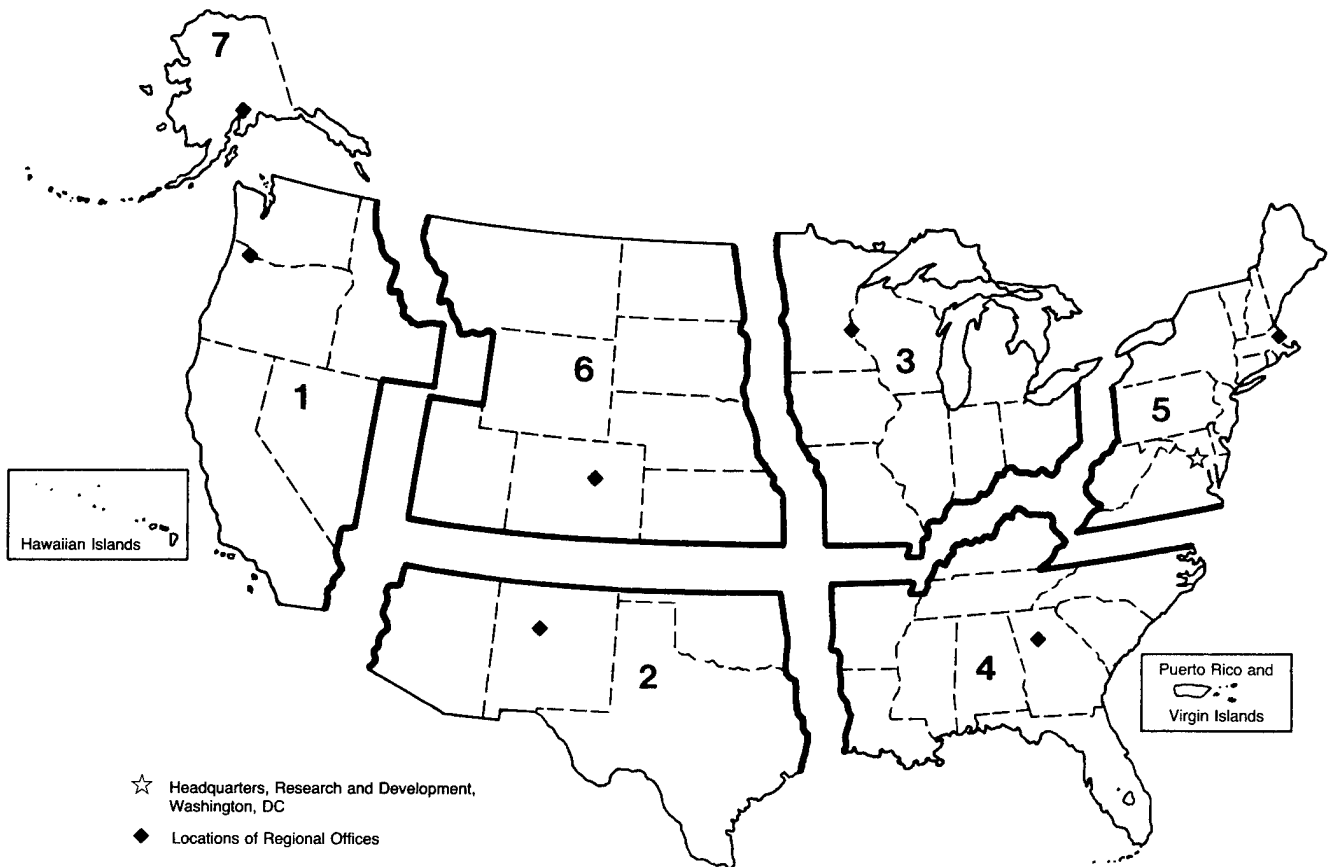 7
6
3
1
5
Hawaiian Islands
2
4
Puerto Rico and
Virgin Islands
Headquarters, Research and Development,
Washington, DC
Locations of Regional Offices